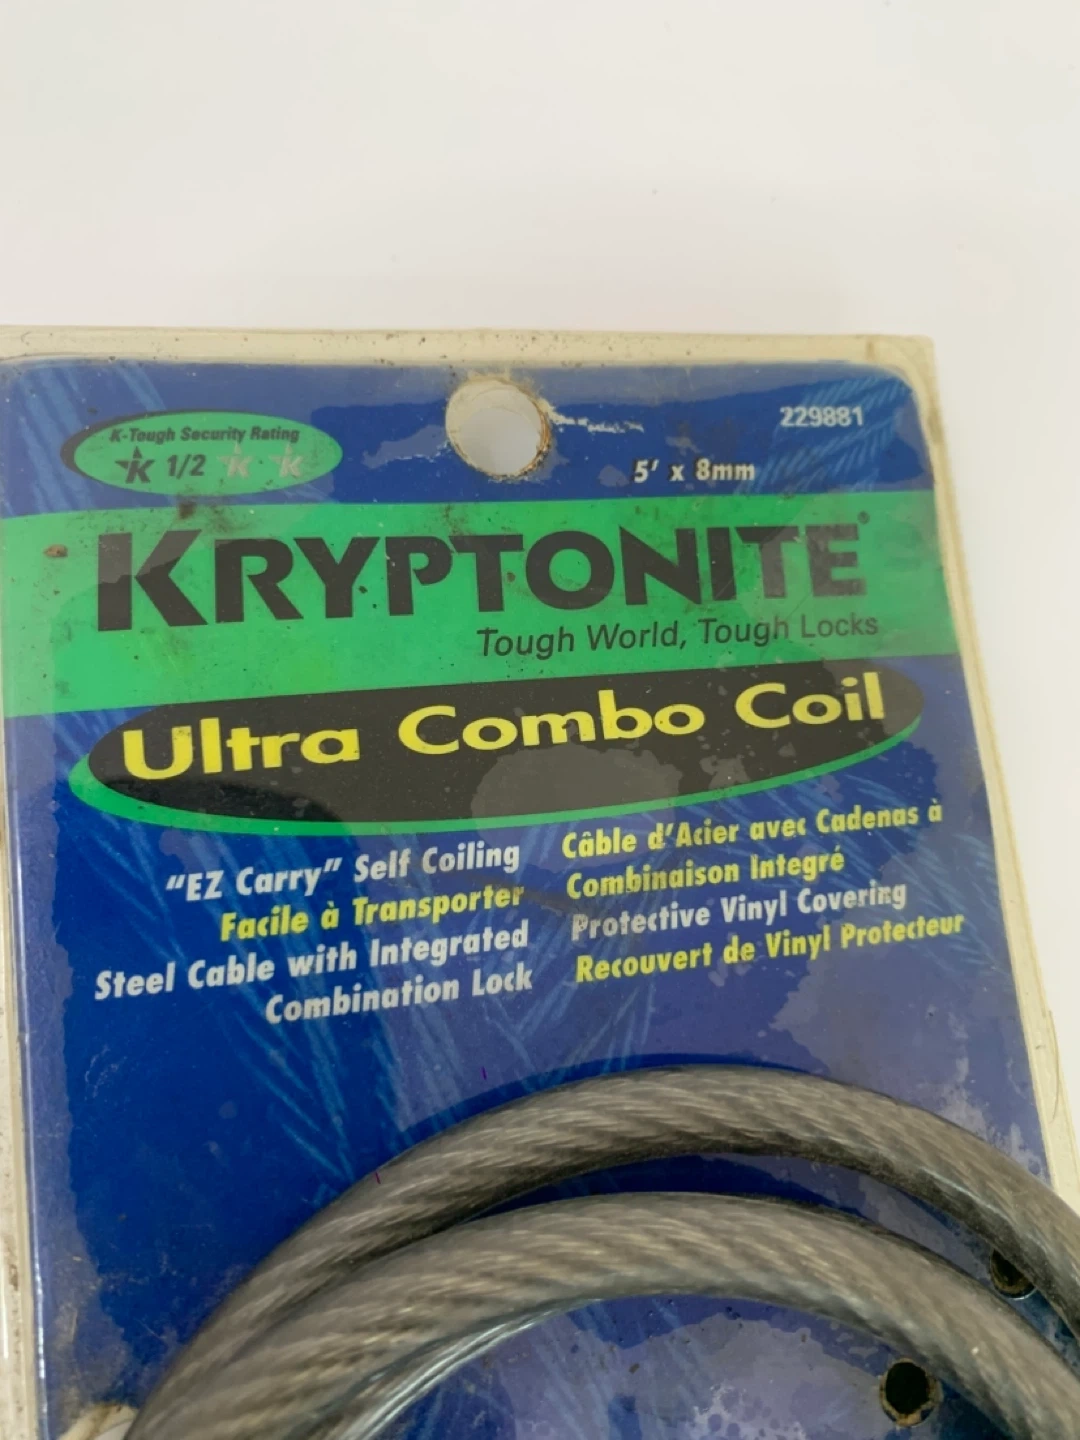 229881
5' x 8mm
K-Tough Security Rating
K 1/2 K K
KRYPTONITE®
Tough World, Tough Locks
Ultra Combo Coil
"EZ Carry" Self Coiling
Facile à Transporter
Steel Cable with Integrated
Combination Lock
Câble d'Acier avec Cadenas à
Combinaison Integré
Protective Vinyl Covering
Recouvert de Vinyl Protecteur